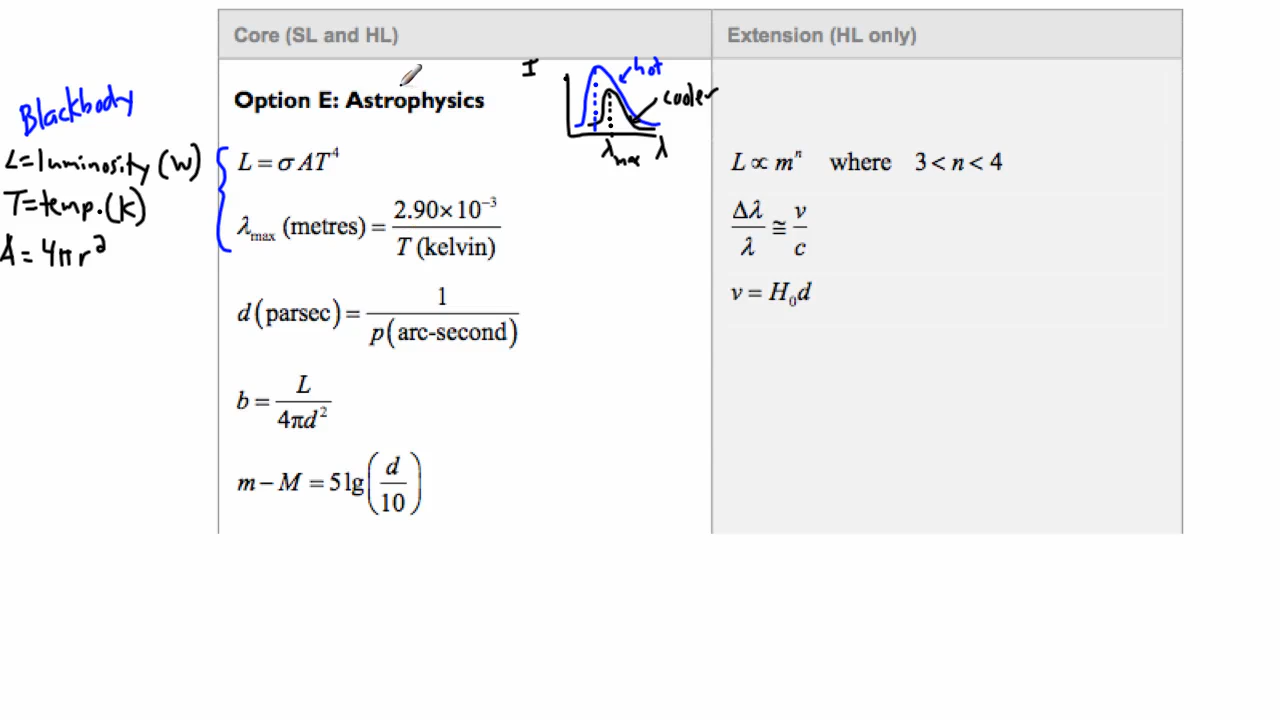 Core (SL and HL)
Extension (HL only)
Blackbody
L=luminosity (W)
T=temp.(K)
A=4πr²
Option E: Astrophysics
I
hot
cooler
λmax
λ
L = σAT⁴
λmax (metres) = 2.90×10⁻³ / T (kelvin)
d (parsec) = 1 / p(arc-second)
b = L / 4πd²
m − M = 5 lg(d/10)
L ∝ mⁿ where 3 < n < 4
Δλ/λ ≅ v/c
v = H₀d